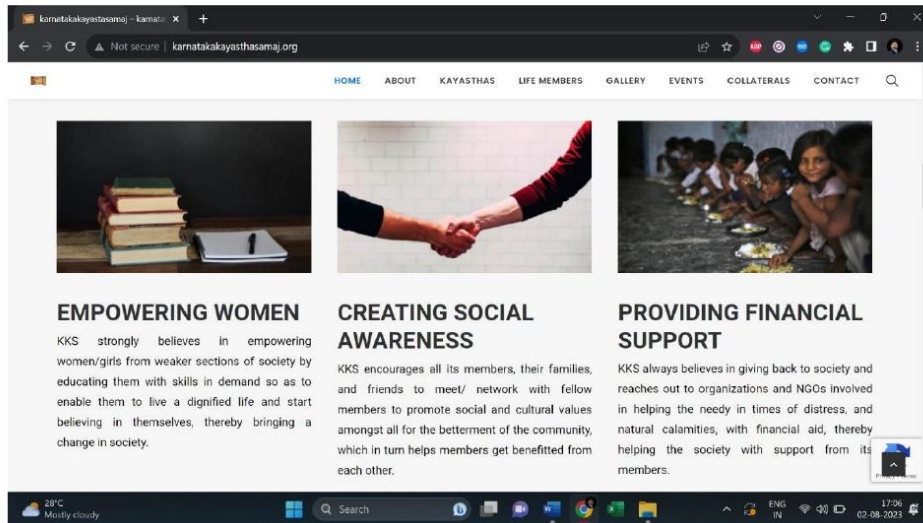 karnatakakayastasamaj – karnata
Not secure | karnatakakayasthasamaj.org
HOME ABOUT KAYASTHAS LIFE MEMBERS GALLERY EVENTS COLLATERALS CONTACT
EMPOWERING WOMEN
KKS strongly believes in empowering
women/girls from weaker sections of society by
educating them with skills in demand so as to
enable them to live a dignified life and start
believing in themselves, thereby bringing a
change in society.
CREATING SOCIAL
AWARENESS
KKS encourages all its members, their families,
and friends to meet/ network with fellow
members to promote social and cultural values
amongst all for the betterment of the community,
which in turn helps members get benefitted from
each other.
PROVIDING FINANCIAL
SUPPORT
KKS always believes in giving back to society and
reaches out to organizations and NGOs involved
in helping the needy in times of distress, and
natural calamities, with financial aid, thereby
helping the society with support from its
members.
28°C
Mostly cloudy
Search
ENG
IN
17:06
02-08-2023